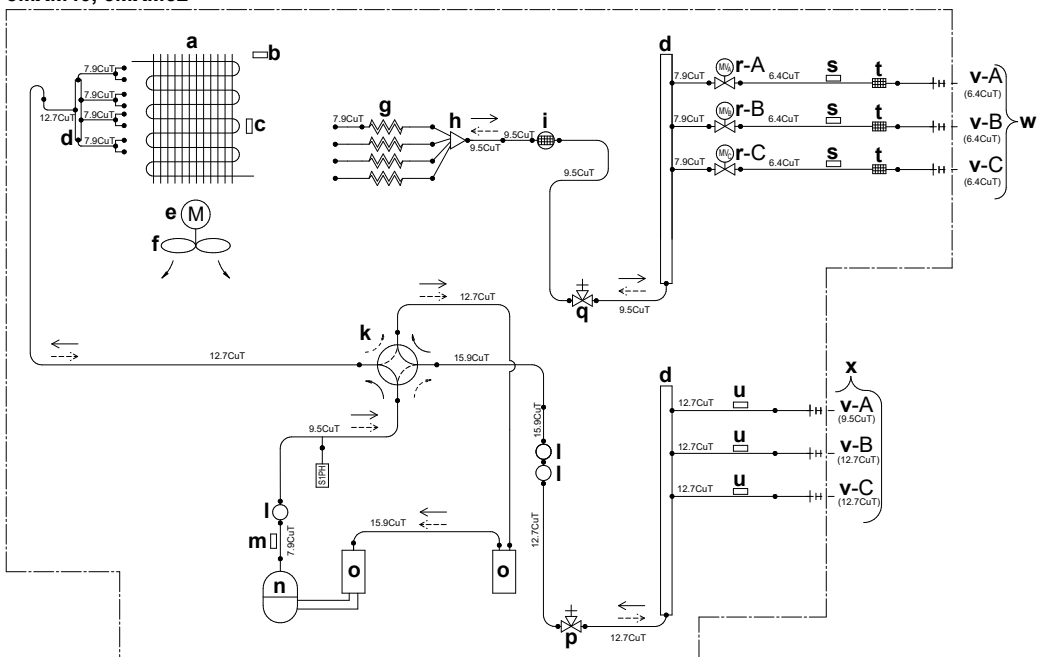 a
b
7.9CuT
7.9CuT
7.9CuT
7.9CuT
12.7CuT
d
c
e
M
f
7.9CuT
g
h
9.5CuT
9.5CuT
i
9.5CuT
d
7.9CuT
r-A
6.4CuT
s
t
v-A
(6.4CuT)
7.9CuT
r-B
6.4CuT
s
t
v-B
(6.4CuT)
w
7.9CuT
r-C
6.4CuT
s
t
v-C
(6.4CuT)
q
9.5CuT
k
12.7CuT
12.7CuT
15.9CuT
15.9CuT
9.5CuT
S1PH
l
l
l
m
7.9CuT
n
o
15.9CuT
o
12.7CuT
p
12.7CuT
d
x
12.7CuT
u
v-A
(9.5CuT)
12.7CuT
u
v-B
(12.7CuT)
12.7CuT
u
v-C
(12.7CuT)